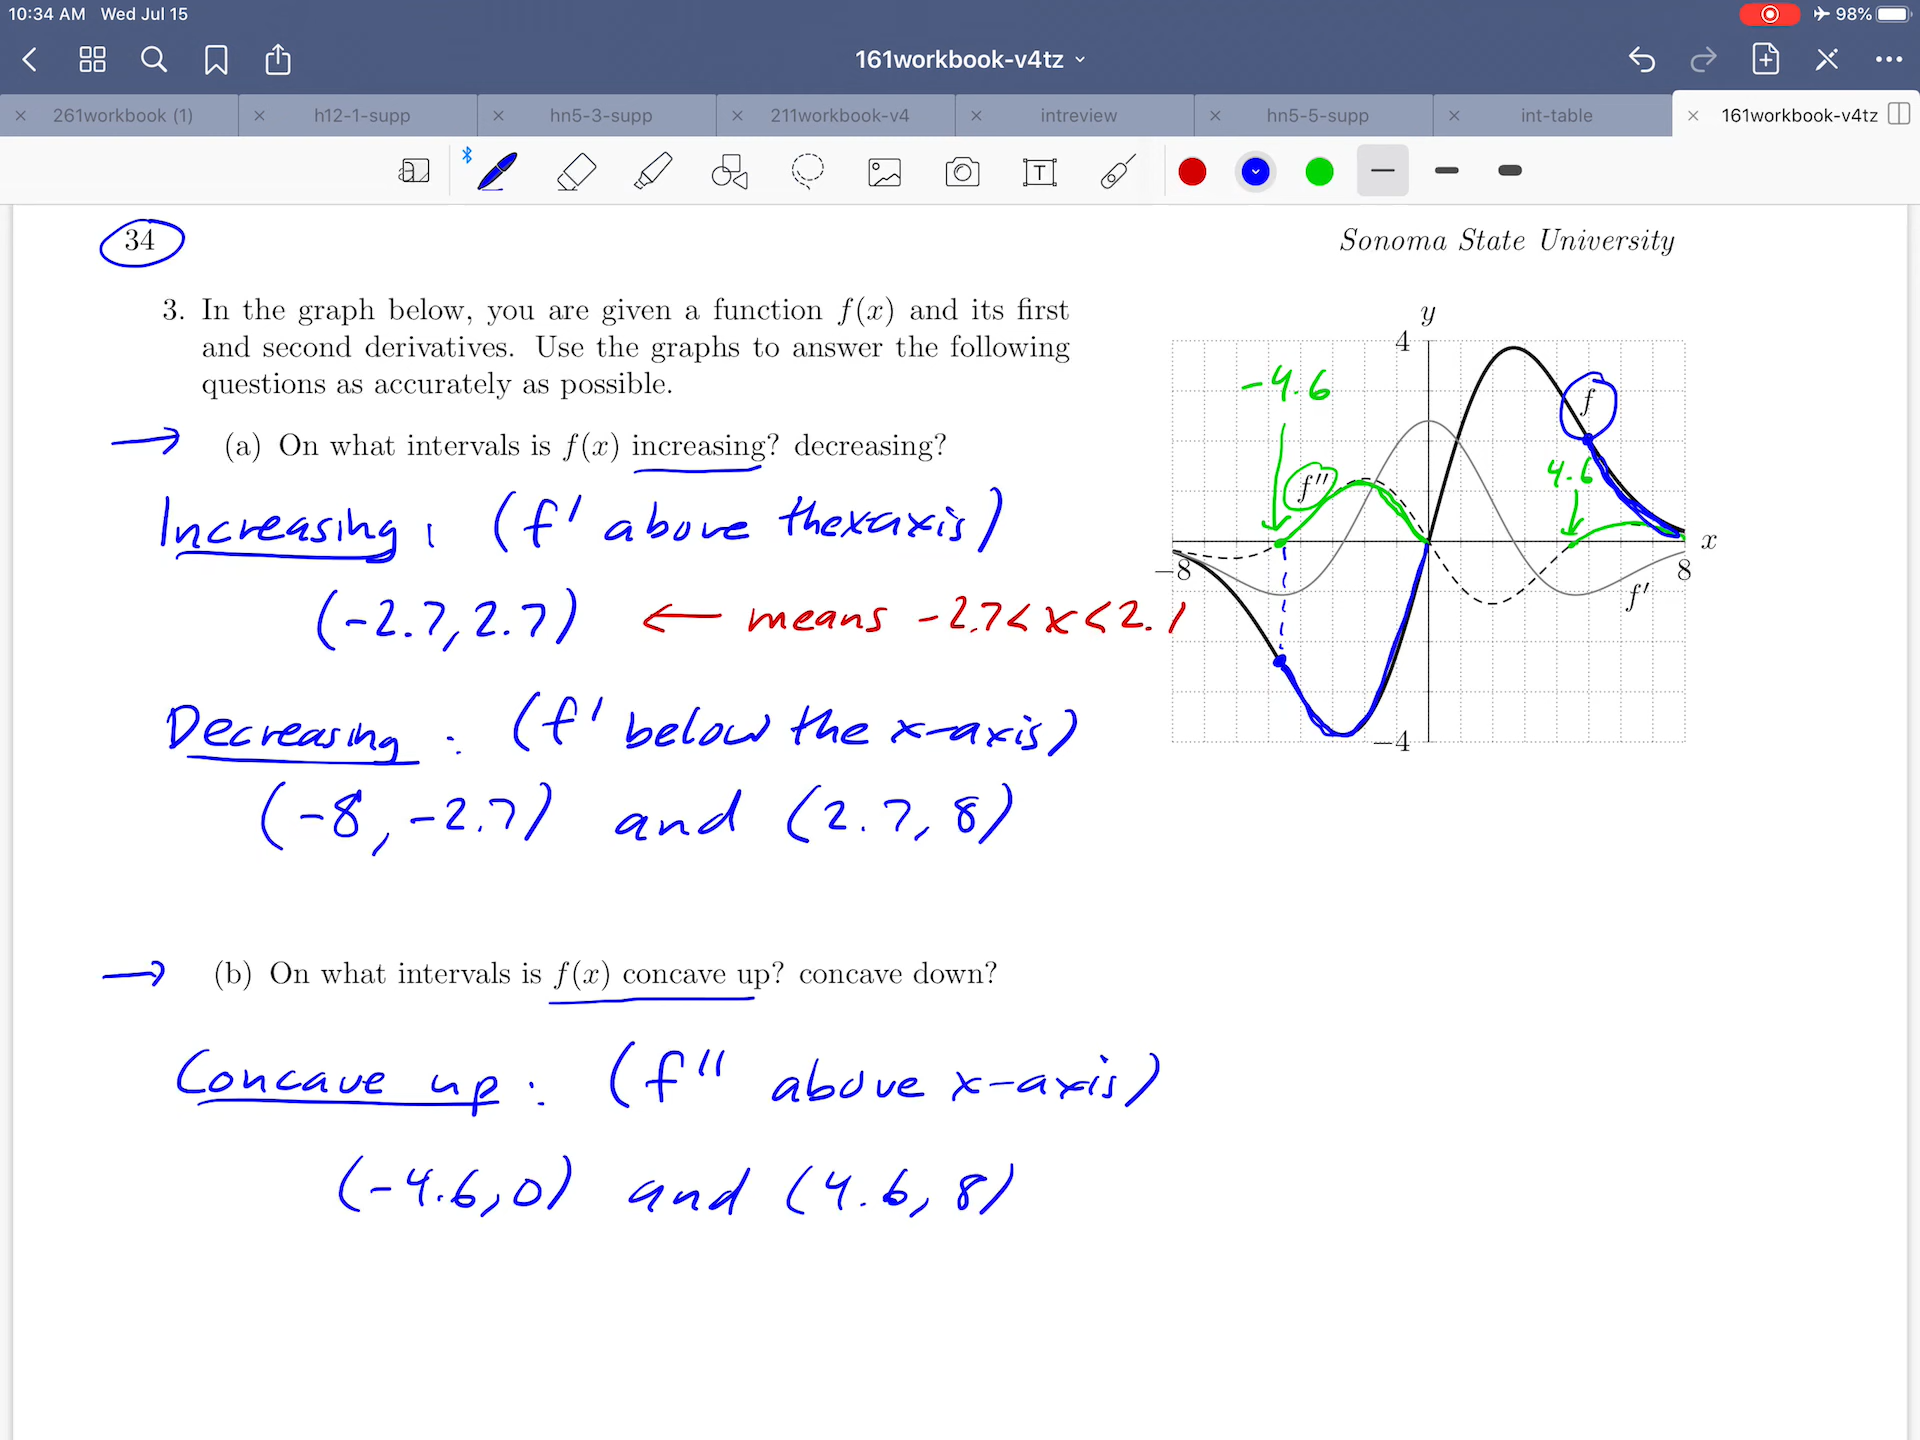 10:34 AM Wed Jul 15
98%
161workbook-v4tz
261workbook (1)
h12-1-supp
hn5-3-supp
211workbook-v4
intreview
hn5-5-supp
int-table
161workbook-v4tz
34
Sonoma State University
3. In the graph below, you are given a function f(x) and its first
and second derivatives. Use the graphs to answer the following
questions as accurately as possible.
(a) On what intervals is f(x) increasing? decreasing?
Increasing: (f' above the x axis)
(-2.7, 2.7) ← means -2.7 < x < 2.7
Decreasing: (f' below the x-axis)
(-8, -2.7) and (2.7, 8)
y
4
-4.6
f
f''
4.6
x
−8
8
f'
−4
(b) On what intervals is f(x) concave up? concave down?
Concave up: (f'' above x-axis)
(-4.6, 0) and (4.6, 8)